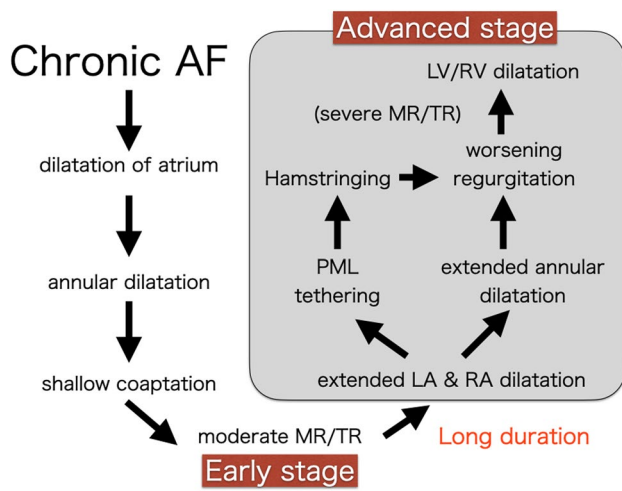 Chronic AF
dilatation of atrium
annular dilatation
shallow coaptation
moderate MR/TR
Early stage
Long duration
Advanced stage
LV/RV dilatation
(severe MR/TR)
worsening
regurgitation
Hamstringing
PML
tethering
extended annular
dilatation
extended LA & RA dilatation